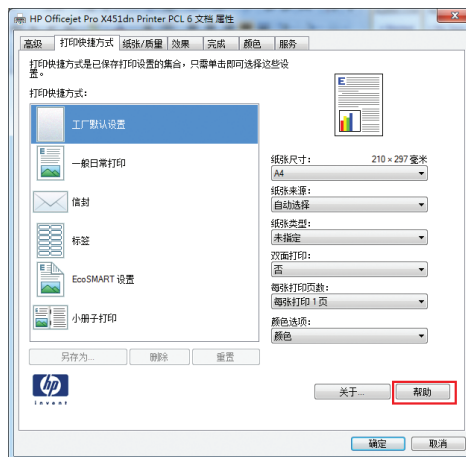 HP Officejet Pro X451dn Printer PCL 6 文档 属性
高级 打印快捷方式 纸张/质量 效果 完成 颜色 服务
打印快捷方式是已保存打印设置的集合，只需单击即可选择这些设
置。
打印快捷方式:
工厂默认设置
一般日常打印
信封
标签
EcoSMART 设置
小册子打印
另存为... 删除 重置
E
纸张尺寸: 210 × 297 毫米
A4
纸张来源:
自动选择
纸张类型:
未指定
双面打印:
否
每张打印页数:
每张打印 1 页
颜色选项:
颜色
hp
invent
关于... 帮助
确定 取消